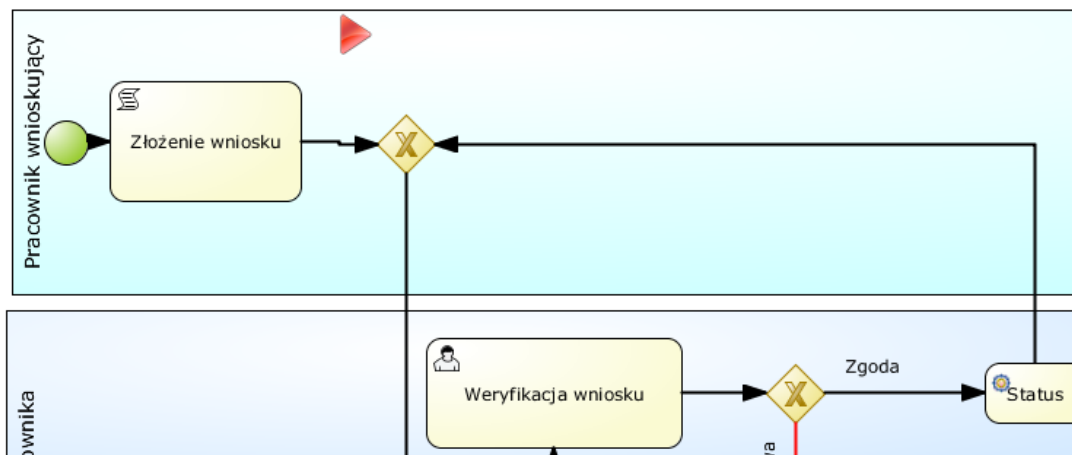 Pracownik wnioskujący
Złożenie wniosku
Weryfikacja wniosku
Zgoda
Status